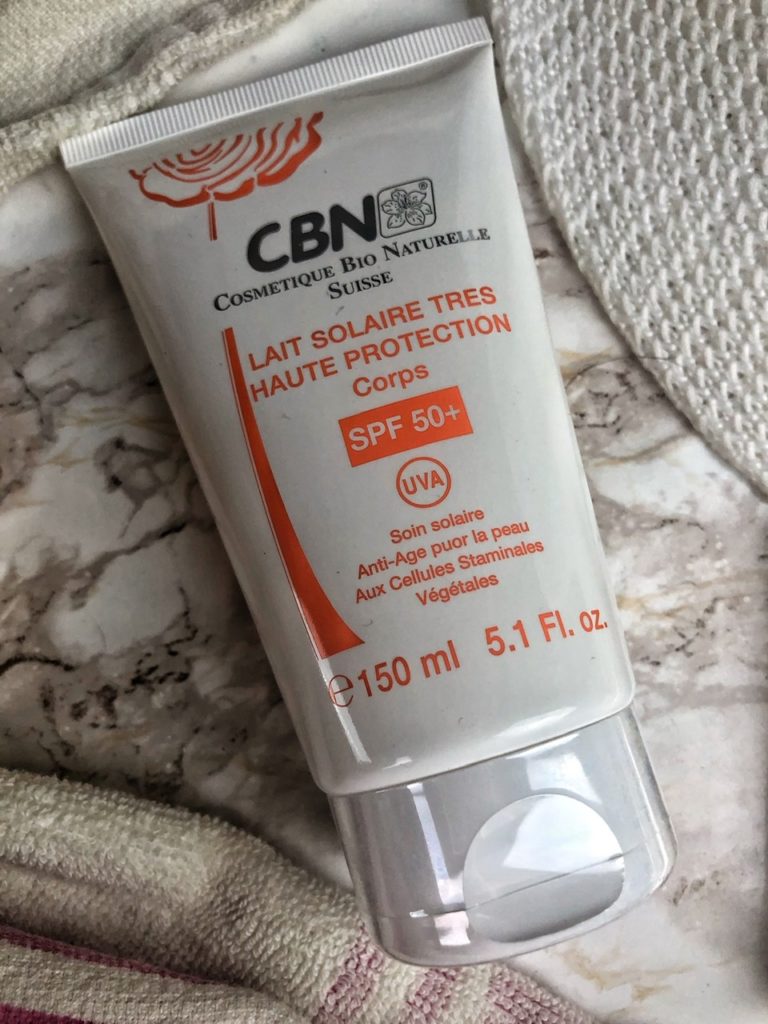 CBN®
COSMETIQUE BIO NATURELLE
SUISSE
LAIT SOLAIRE TRES
HAUTE PROTECTION
Corps
SPF 50+
UVA
Soin solaire
Anti-Age puor la peau
Aux Cellules Staminales
Végétales
℮150 ml 5.1 Fl. oz.